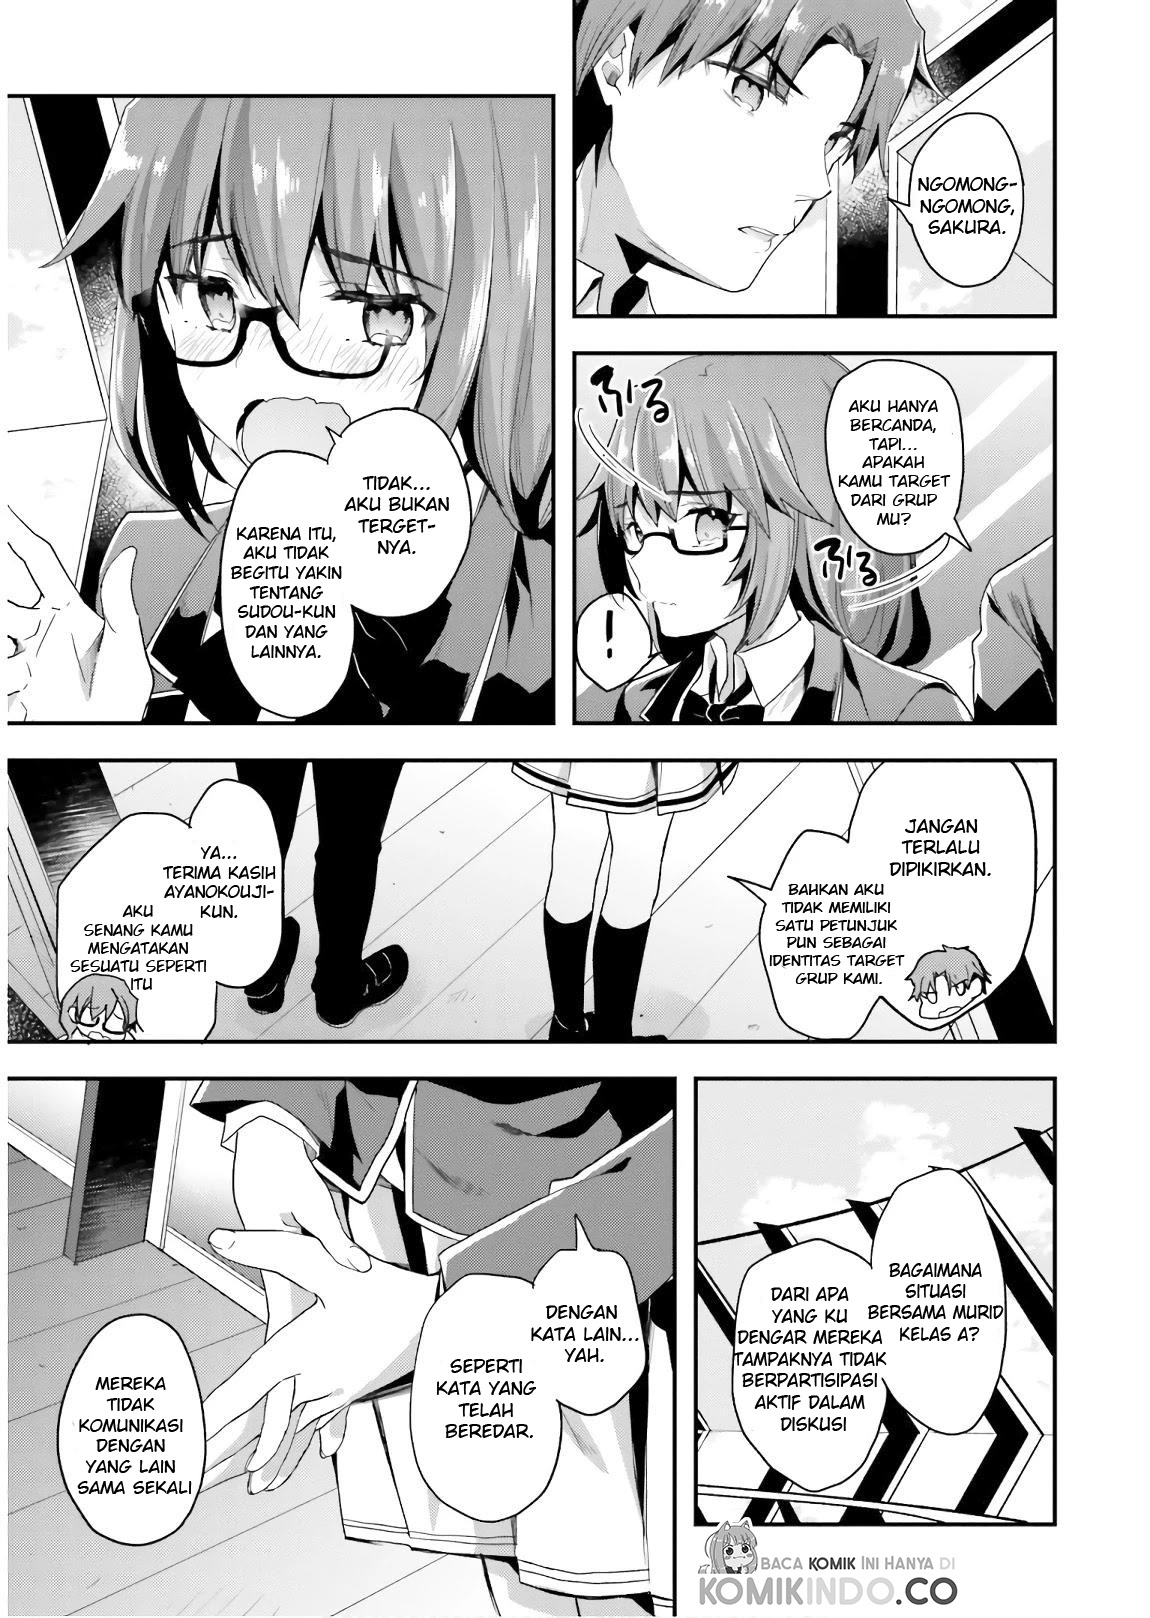 NGOMONG-
NGOMONG,
SAKURA.
AKU HANYA
BERCANDA,
TAPI...
APAKAH
KAMU TARGET
DARI GRUP
MU?
ふる
ふる
!
TIDAK...
AKU BUKAN
TERGET-
NYA.
KARENA ITU,
AKU TIDAK
BEGITU YAKIN
TENTANG
SUDOU-KUN
DAN YANG
LAINNYA.
JANGAN
TERLALU
DIPIKIRKAN.
BAHKAN AKU
TIDAK MEMILIKI
SATU PETUNJUK
PUN SEBAGAI
IDENTITAS TARGET
GRUP KAMI.
YA...
TERIMA KASIH
AYANOKOUJI-
KUN.
AKU
SENANG KAMU
MENGATAKAN
SESUATU SEPERTI
ITU
BAGAIMANA
SITUASI
BERSAMA MURID
KELAS A?
DARI APA
YANG KU
DENGAR MEREKA
TAMPAKNYA TIDAK
BERPARTISIPASI
AKTIF DALAM
DISKUSI
DENGAN
KATA LAIN...
YAH.
SEPERTI
KATA YANG
TELAH
BEREDAR.
MEREKA
TIDAK
KOMUNIKASI
DENGAN
YANG LAIN
SAMA SEKALI
BACA KOMIK INI HANYA DI
KOMIKINDO.CO